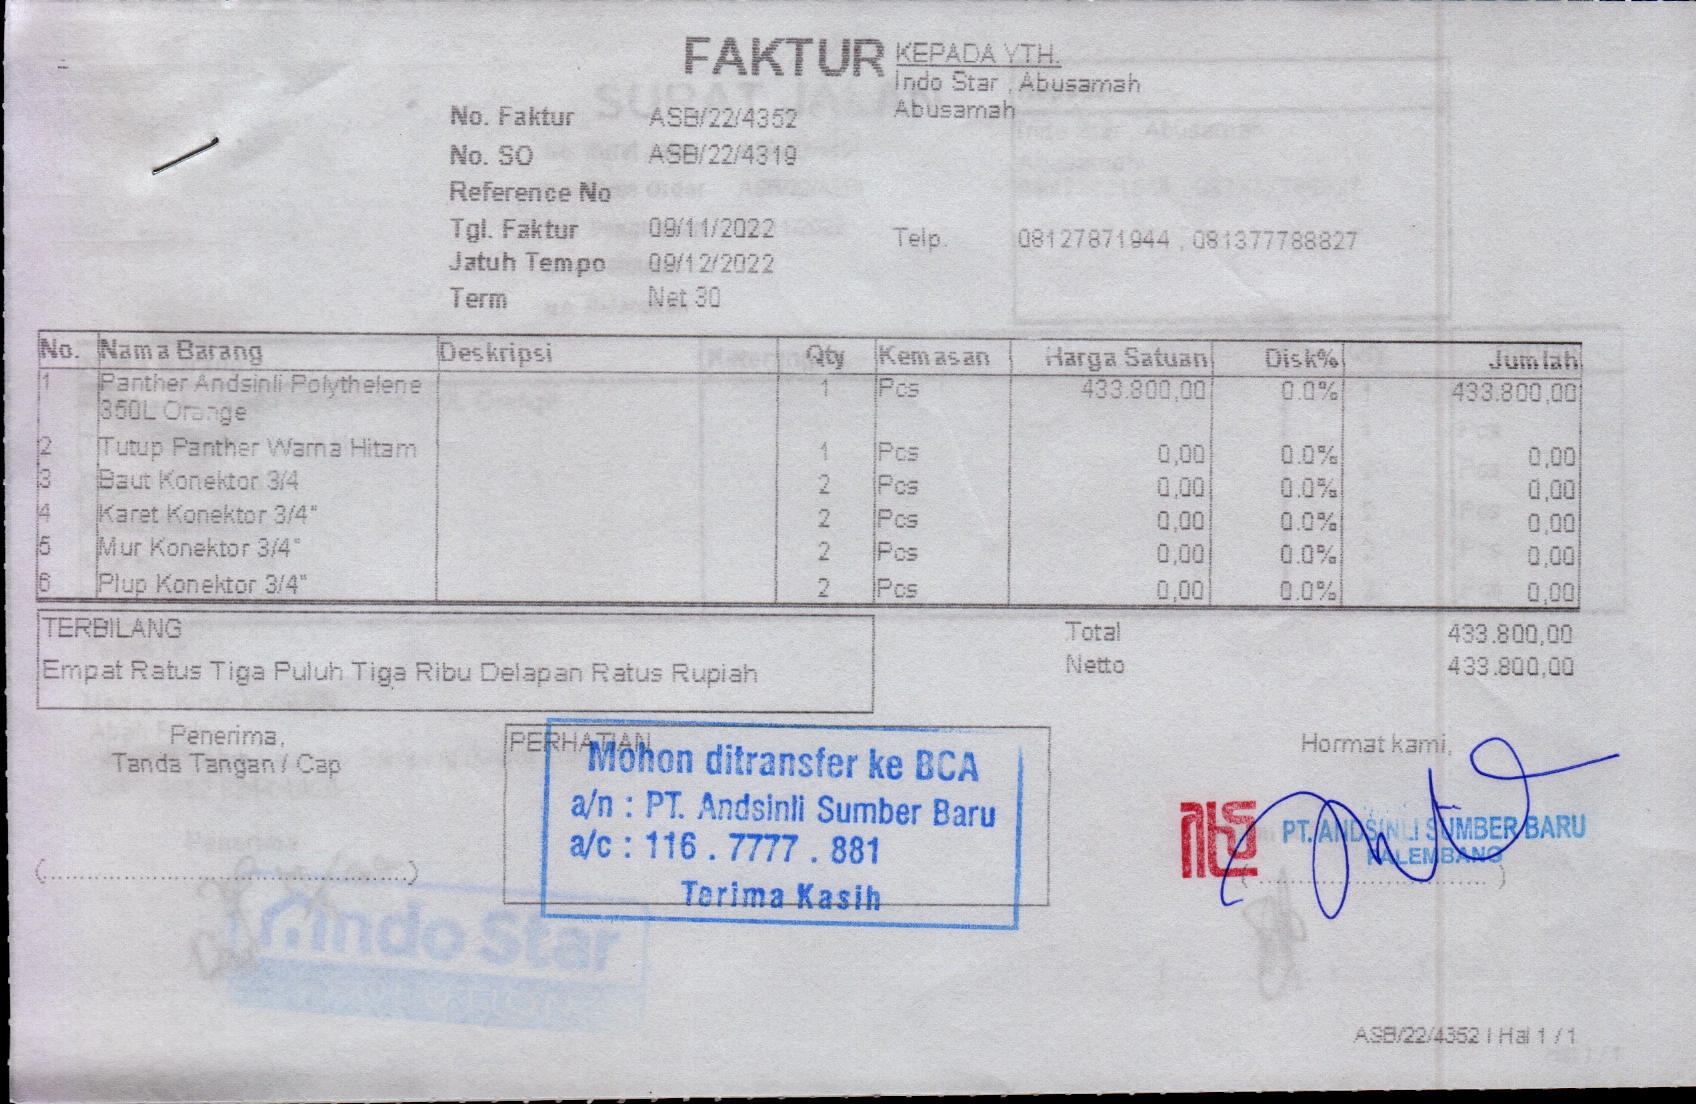 FAKTUR
KEPADA YTH.
Indo Star , Abusamah
Abusamah
No. Faktur ASB/22/4352
No. SO ASB/22/4319
Reference No
Tgl. Faktur 09/11/2022
Telp. 08127871944 , 081377788827
Jatuh Tempo 09/12/2022
Term Net 30
No. Nama Barang Deskripsi Qty Kemasan Harga Satuan Disk% Jumlah
1 Panther Andsinli Polythelene 1 Pcs 433.800,00 0.0% 433.800,00
350L Orange
2 Tutup Panther Warna Hitam 1 Pcs 0,00 0.0% 0,00
3 Baut Konektor 3/4 2 Pcs 0,00 0.0% 0,00
4 Karet Konektor 3/4" 2 Pcs 0,00 0.0% 0,00
5 Mur Konektor 3/4" 2 Pcs 0,00 0.0% 0,00
6 Plup Konektor 3/4" 2 Pcs 0,00 0.0% 0,00
TERBILANG
Empat Ratus Tiga Puluh Tiga Ribu Delapan Ratus Rupiah
Total 433.800,00
Netto 433.800,00
Penerima,
Tanda Tangan / Cap
(........................................................)
PERHATIAN
Mohon ditransfer ke BCA
a/n : PT. Andsinli Sumber Baru
a/c : 116 . 7777 . 881
Terima Kasih
Hormat kami,
PT. ANDSINLI SUMBER BARU
PALEMBANG
(...................................)
indo Star
ASB/22/4352 | Hal 1 / 1